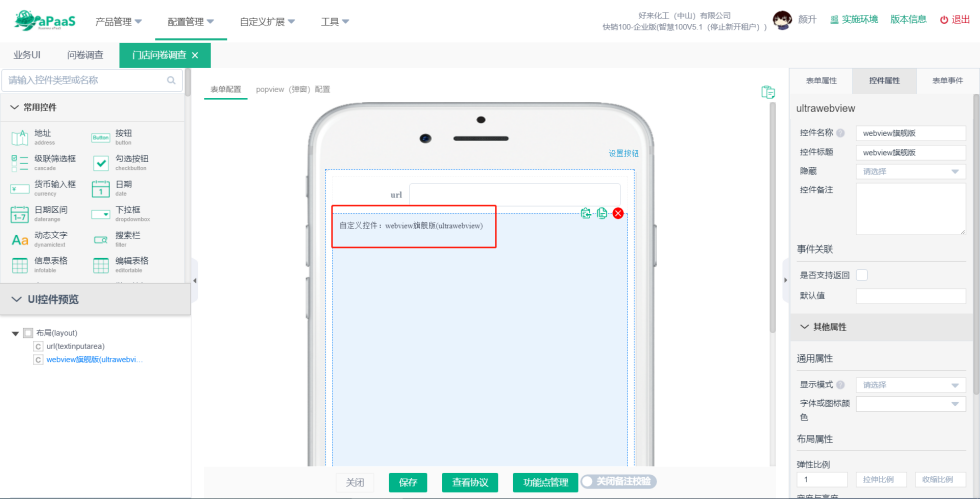 aPaaS
产品管理
配置管理
自定义扩展
工具
好来化工（中山）有限公司
快销100-企业版(智慧100V5.1（停止新开租户）)
颜升
实施环境
版本信息
退出
业务UI
问卷调查
门店问卷调查 ×
请输入控件类型或名称
常用控件
地址
address
Button
按钮
button
级联筛选框
cascade
勾选按钮
checkbutton
货币输入框
currency
日期
date
日期区间
daterange
下拉框
dropdownbox
动态文字
dynamictext
搜索栏
filter
信息表格
infotable
编辑表格
editortable
UI控件预览
布局(layout)
C url(textinputarea)
C webview旗舰版(ultrawebvi...
表单配置
popview（弹窗）配置
设置按钮
url
自定义控件：webview旗舰版(ultrawebview)
关闭
保存
查看协议
功能点管理
关闭备注校验
表单属性
控件属性
表单事件
ultrawebview
控件名称
webview旗舰版
控件标题
webview旗舰版
隐藏
请选择
控件备注
事件关联
是否支持返回
默认值
其他属性
通用属性
显示模式
请选择
字体或图标颜
色
布局属性
弹性比例
1
拉伸比例
收缩比例